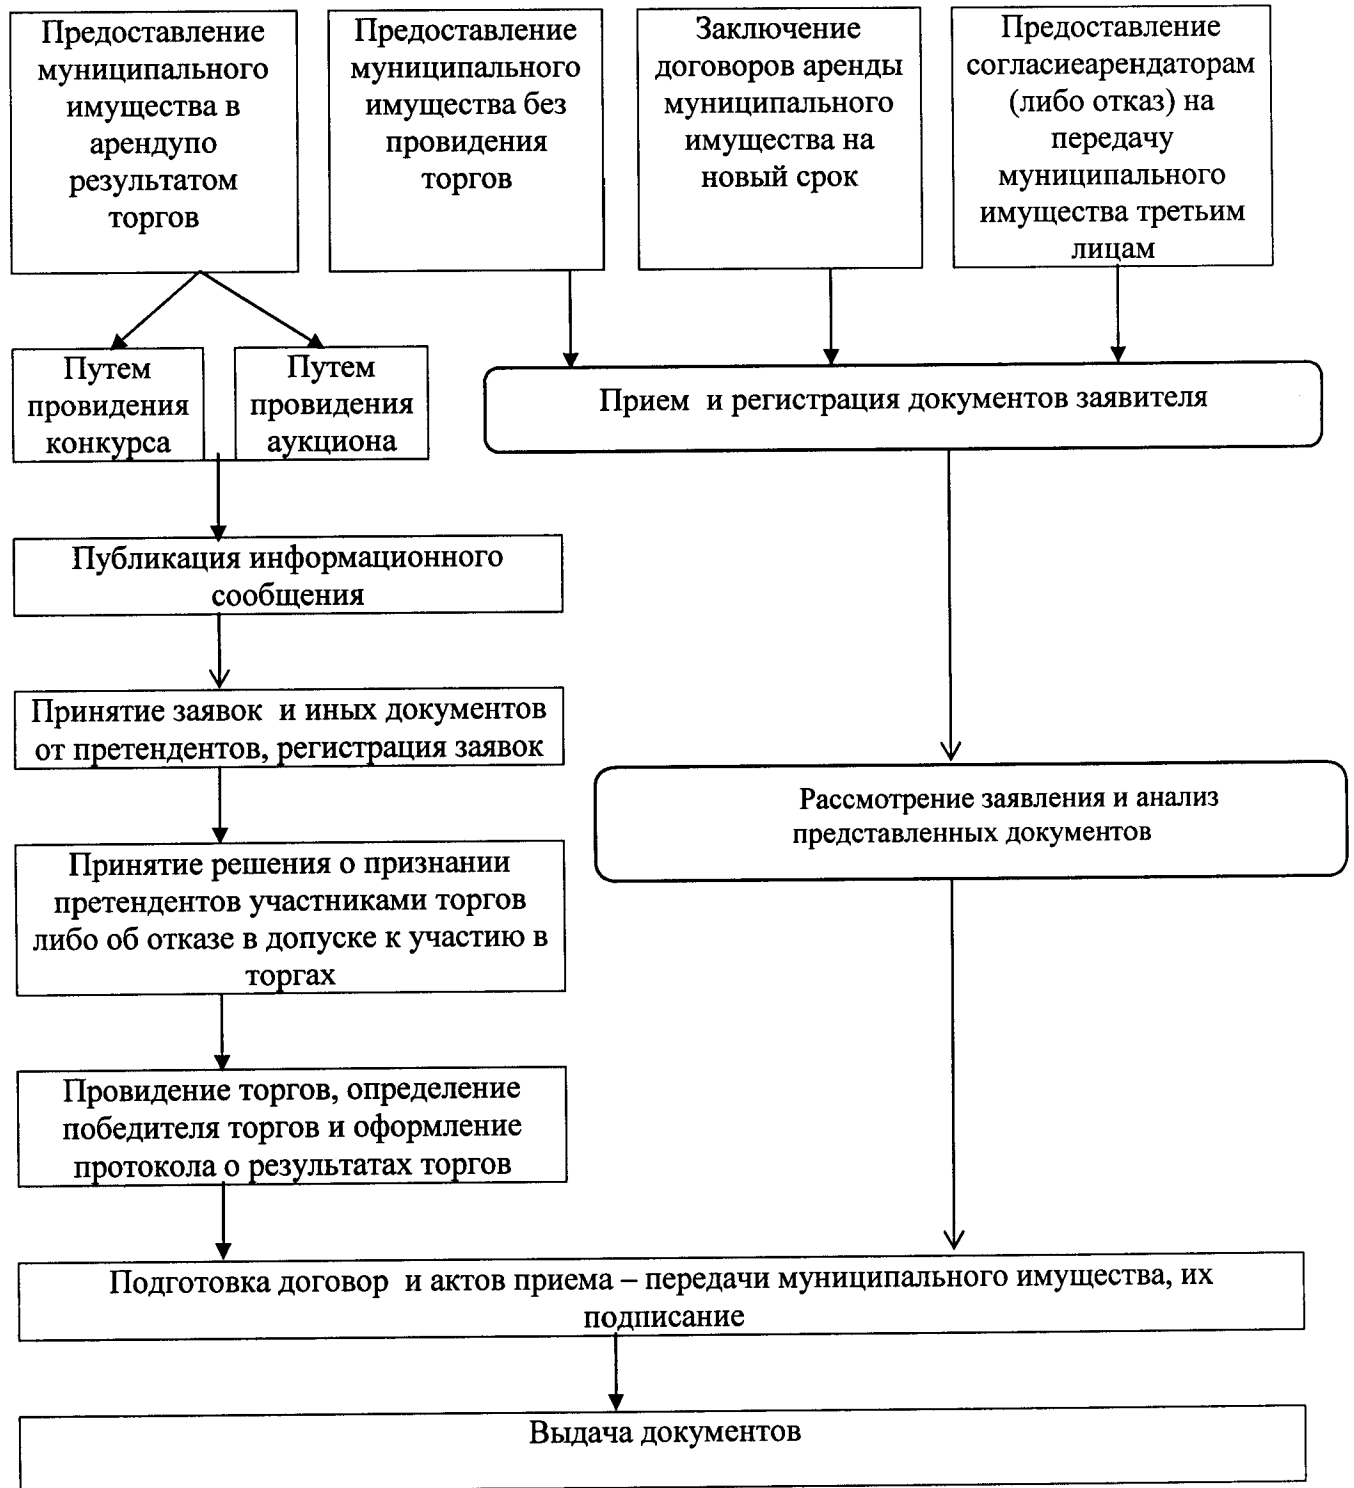 Предоставление
муниципального
имущества в
арендупо
результатом
торгов
Предоставление
муниципального
имущества без
провидения
торгов
Заключение
договоров аренды
муниципального
имущества на
новый срок
Предоставление
согласиеарендаторам
(либо отказ) на
передачу
муниципального
имущества третьим
лицам
Путем
провидения
конкурса
Путем
провидения
аукциона
Прием и регистрация документов заявителя
Публикация информационного
сообщения
Принятие заявок и иных документов
от претендентов, регистрация заявок
Рассмотрение заявления и анализ
представленных документов
Принятие решения о признании
претендентов участниками торгов
либо об отказе в допуске к участию в
торгах
Провидение торгов, определение
победителя торгов и оформление
протокола о результатах торгов
Подготовка договор и актов приема – передачи муниципального имущества, их
подписание
Выдача документов